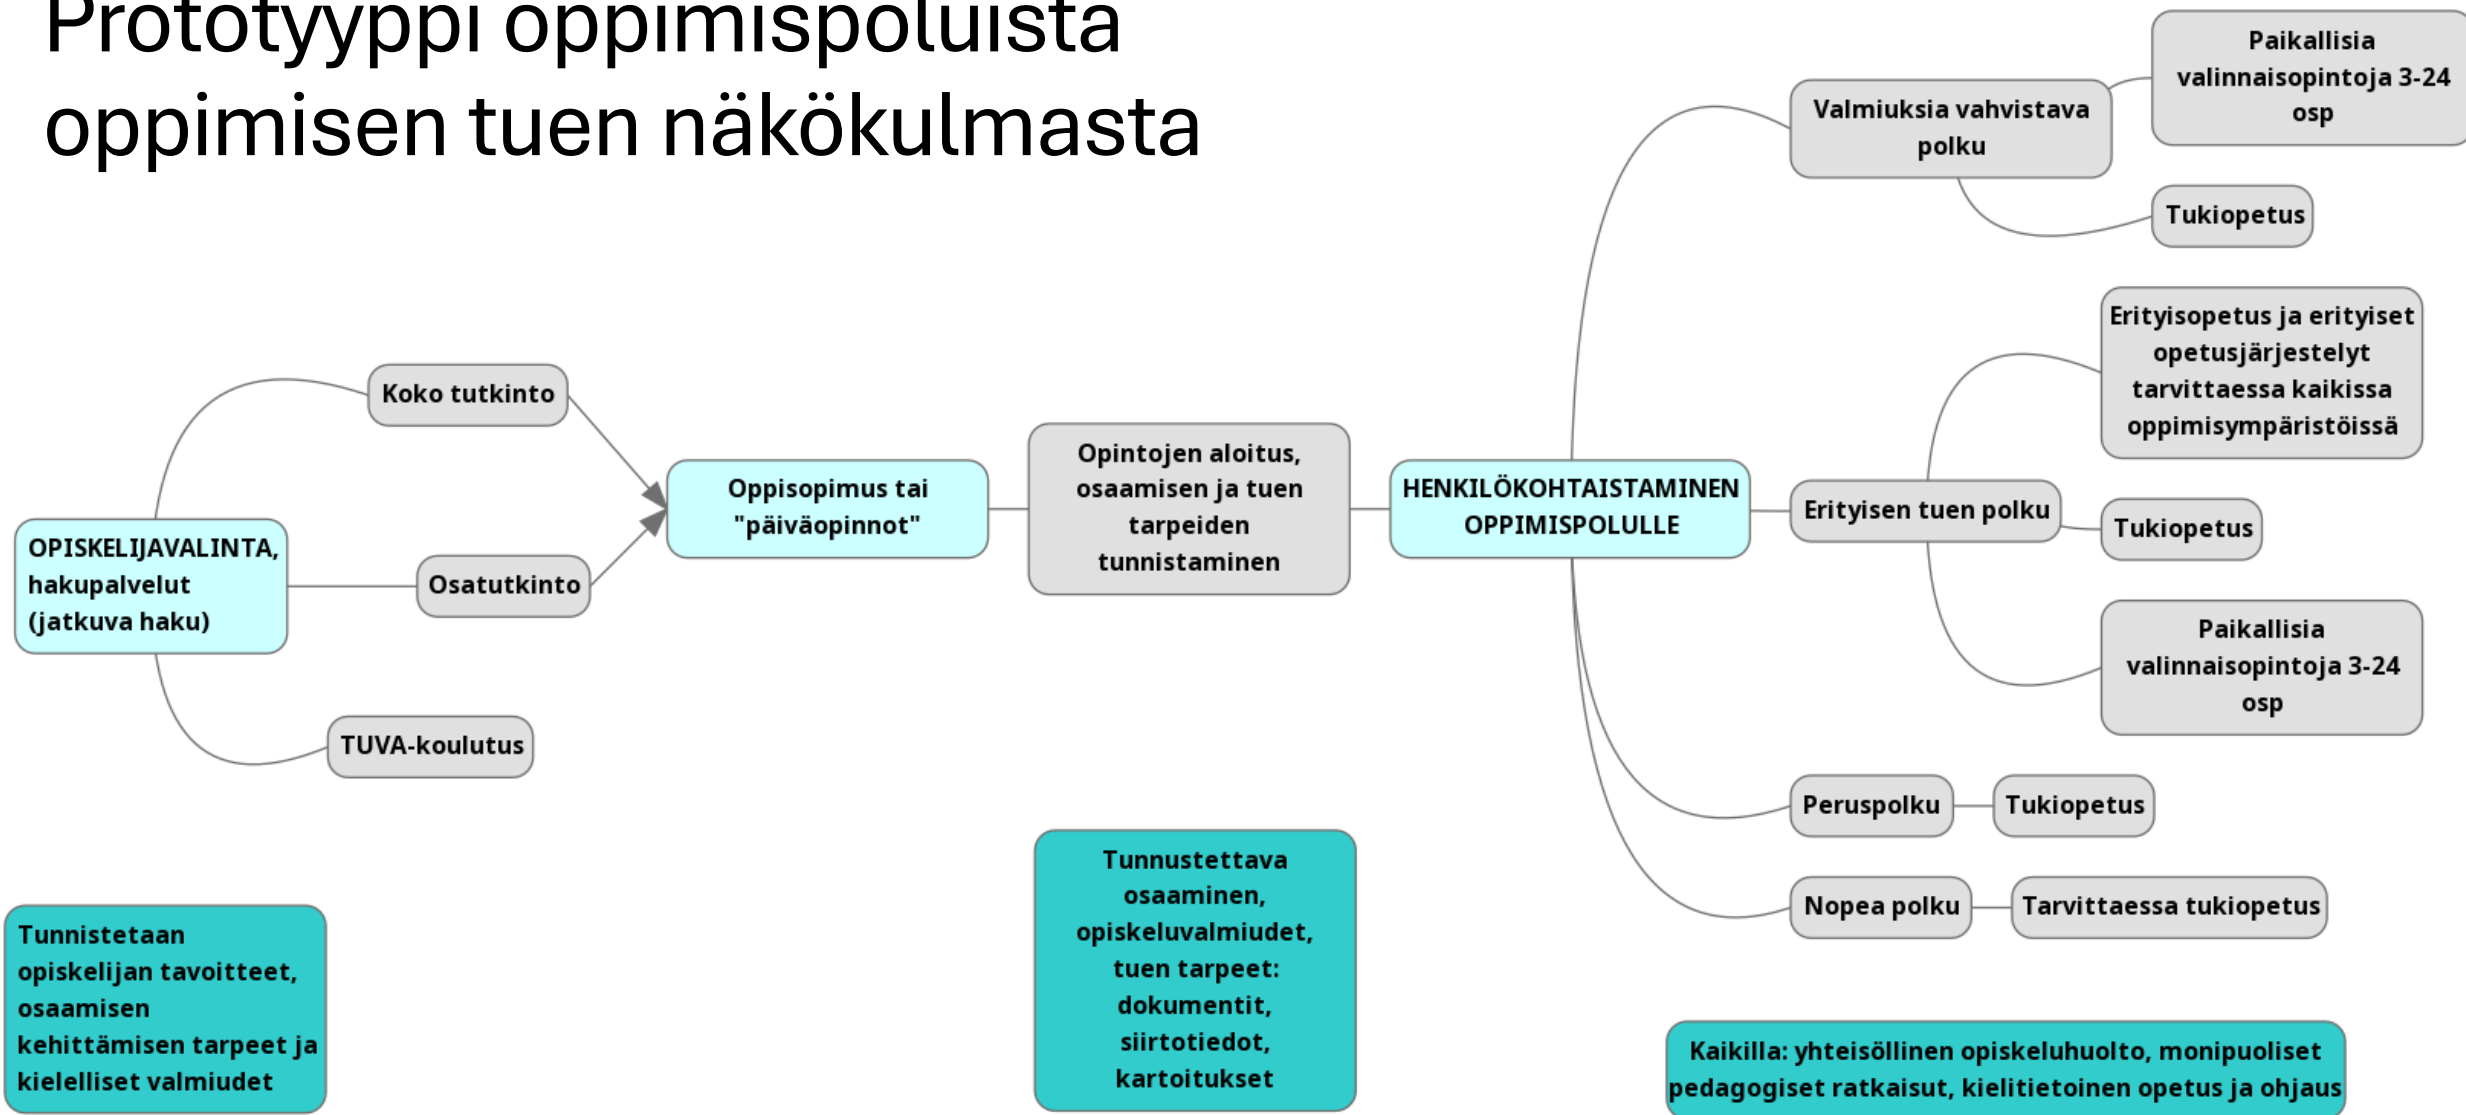 Prototyyppi oppimispoluista
oppimisen tuen näkökulmasta
OPISKELIJAVALINTA,
hakupalvelut
(jatkuva haku)
Koko tutkinto
Osatutkinto
TUVA-koulutus
Oppisopimus tai
"päiväopinnot"
Opintojen aloitus,
osaamisen ja tuen
tarpeiden
tunnistaminen
HENKILÖKOHTAISTAMINEN
OPPIMISPOLULLE
Valmiuksia vahvistava
polku
Paikallisia
valinnaisopintoja 3-24
osp
Tukiopetus
Erityisen tuen polku
Erityisopetus ja erityiset
opetusjärjestelyt
tarvittaessa kaikissa
oppimisympäristöissä
Tukiopetus
Paikallisia
valinnaisopintoja 3-24
osp
Peruspolku
Tukiopetus
Nopea polku
Tarvittaessa tukiopetus
Tunnistetaan
opiskelijan tavoitteet,
osaamisen
kehittämisen tarpeet ja
kielelliset valmiudet
Tunnustettava
osaaminen,
opiskeluvalmiudet,
tuen tarpeet:
dokumentit,
siirtotiedot,
kartoitukset
Kaikilla: yhteisöllinen opiskeluhuolto, monipuoliset
pedagogiset ratkaisut, kielitietoinen opetus ja ohjaus